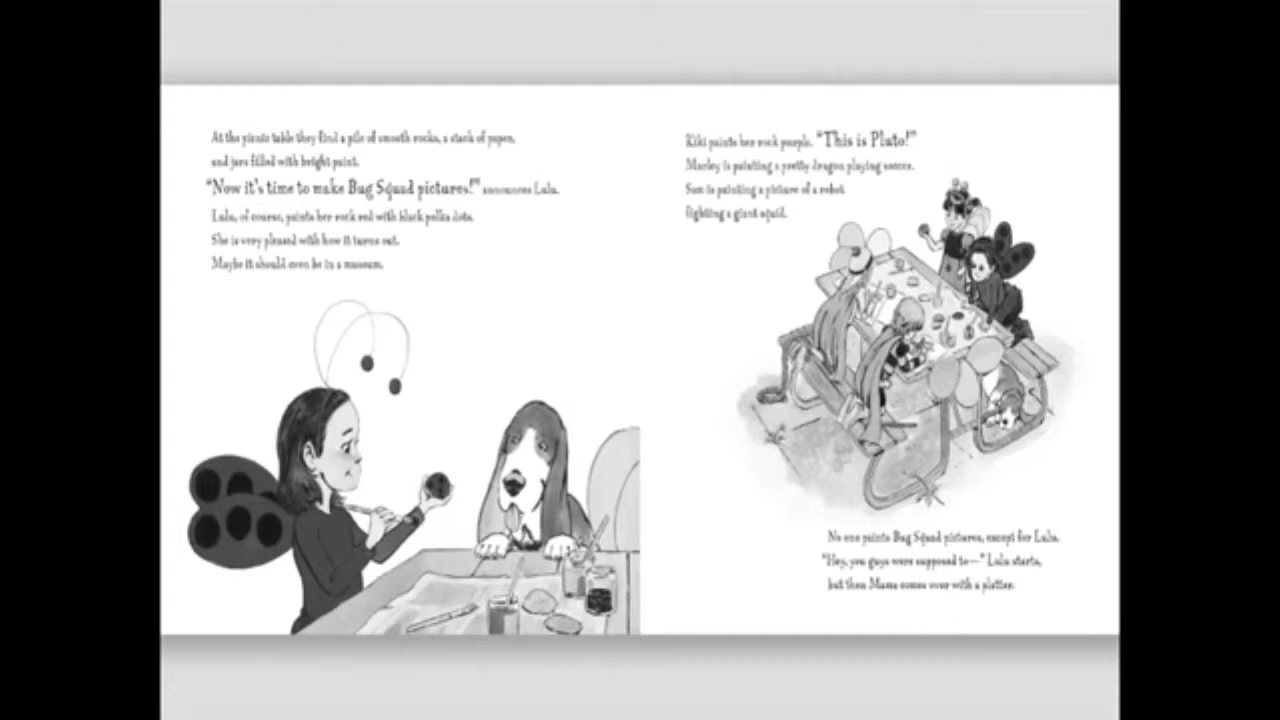 At the picnic table they find a pile of smooth rocks, a stack of papers,
and jars filled with bright paint.
"Now it's time to make Bug Squad pictures!" announces Lulu.
Lulu, of course, paints her rock red with black polka dots.
She is very pleased with how it turns out.
Maybe it should even be in a museum.
Kiki paints her rock purple. "This is Pluto!"
Marley is painting a pretty dragon playing soccer.
Sam is painting a picture of a robot
fighting a giant squid.
No one paints Bug Squad pictures, except for Lulu.
"Hey, you guys were supposed to—" Lulu starts,
but then Mama comes over with a platter.